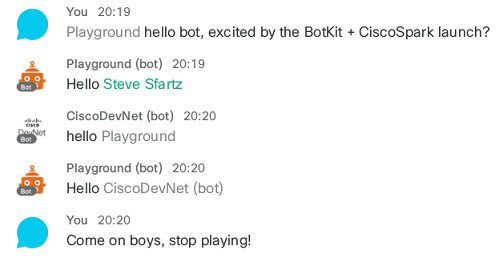 You 20:19
Playground hello bot, excited by the BotKit + CiscoSpark launch?
Playground (bot) 20:19
Hello Steve Sfartz
Bot
CiscoDevNet (bot) 20:20
hello Playground
cisco
DevNet
Bot
Playground (bot) 20:20
Hello CiscoDevNet (bot)
Bot
You 20:20
Come on boys, stop playing!